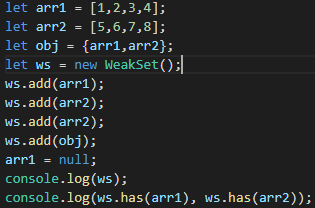 let arr1 = [1,2,3,4];
let arr2 = [5,6,7,8];
let obj = {arr1,arr2};
let ws = new WeakSet();
ws.add(arr1);
ws.add(arr2);
ws.add(arr2);
ws.add(obj);
arr1 = null;
console.log(ws);
console.log(ws.has(arr1), ws.has(arr2));